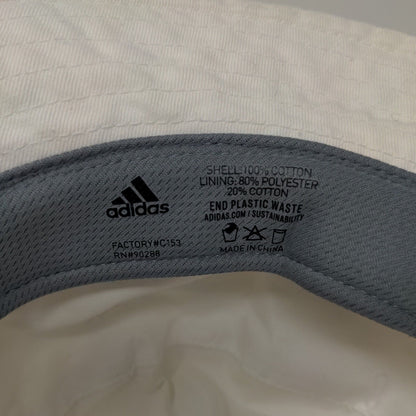 adidas
FACTORY#C153
RN#90288
SHELL:100% COTTON
LINING: 80% POLYESTER
20% COTTON
END PLASTIC WASTE
ADIDAS.COM / SUSTAINABILITY
MADE IN CHINA